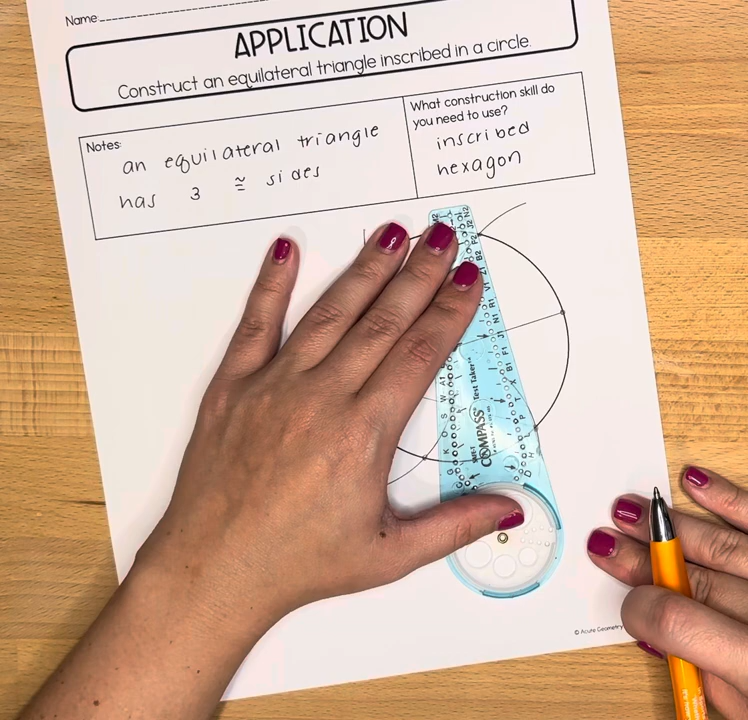 Name:
APPLICATION
Construct an equilateral triangle inscribed in a circle.
Notes:
an equilateral triangle
has 3 ≅ sides
What construction skill do
you need to use?
inscribed
hexagon
SAFE-T
COMPASS
Test Taker
© Acute Geometry